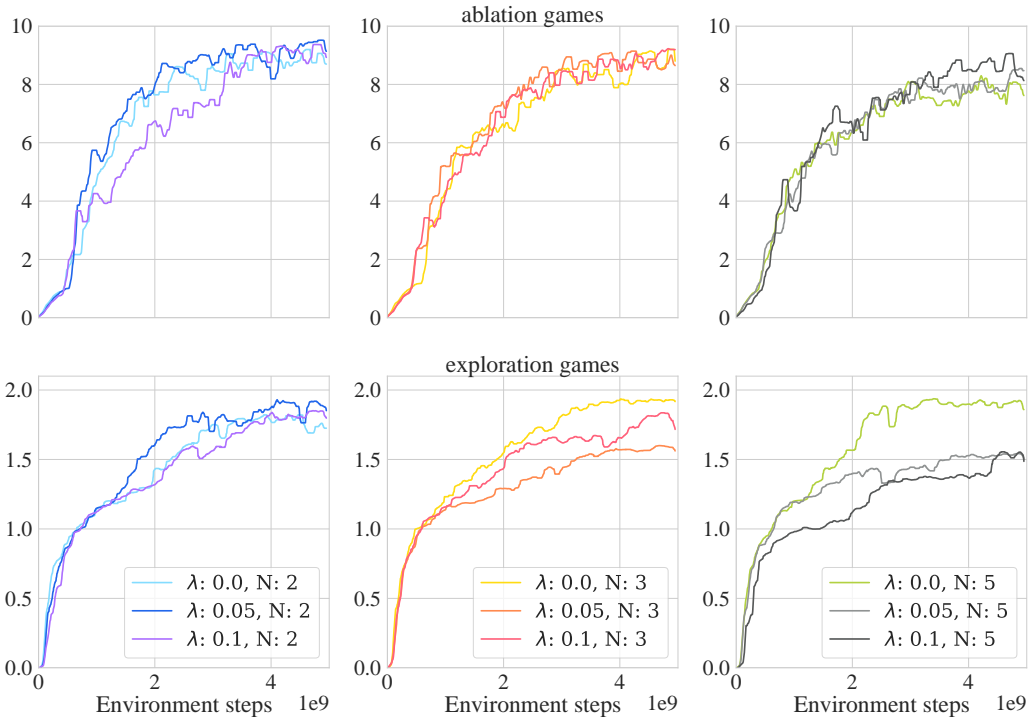 ablation games
10
8
6
4
2
0
10
8
6
4
2
0
10
8
6
4
2
0
exploration games
2.0
1.5
1.0
0.5
0.0
λ: 0.0, N: 2
λ: 0.05, N: 2
λ: 0.1, N: 2
0 2 4
Environment steps 1e9
2.0
1.5
1.0
0.5
0.0
λ: 0.0, N: 3
λ: 0.05, N: 3
λ: 0.1, N: 3
0 2 4
Environment steps 1e9
2.0
1.5
1.0
0.5
0.0
λ: 0.0, N: 5
λ: 0.05, N: 5
λ: 0.1, N: 5
0 2 4
Environment steps 1e9